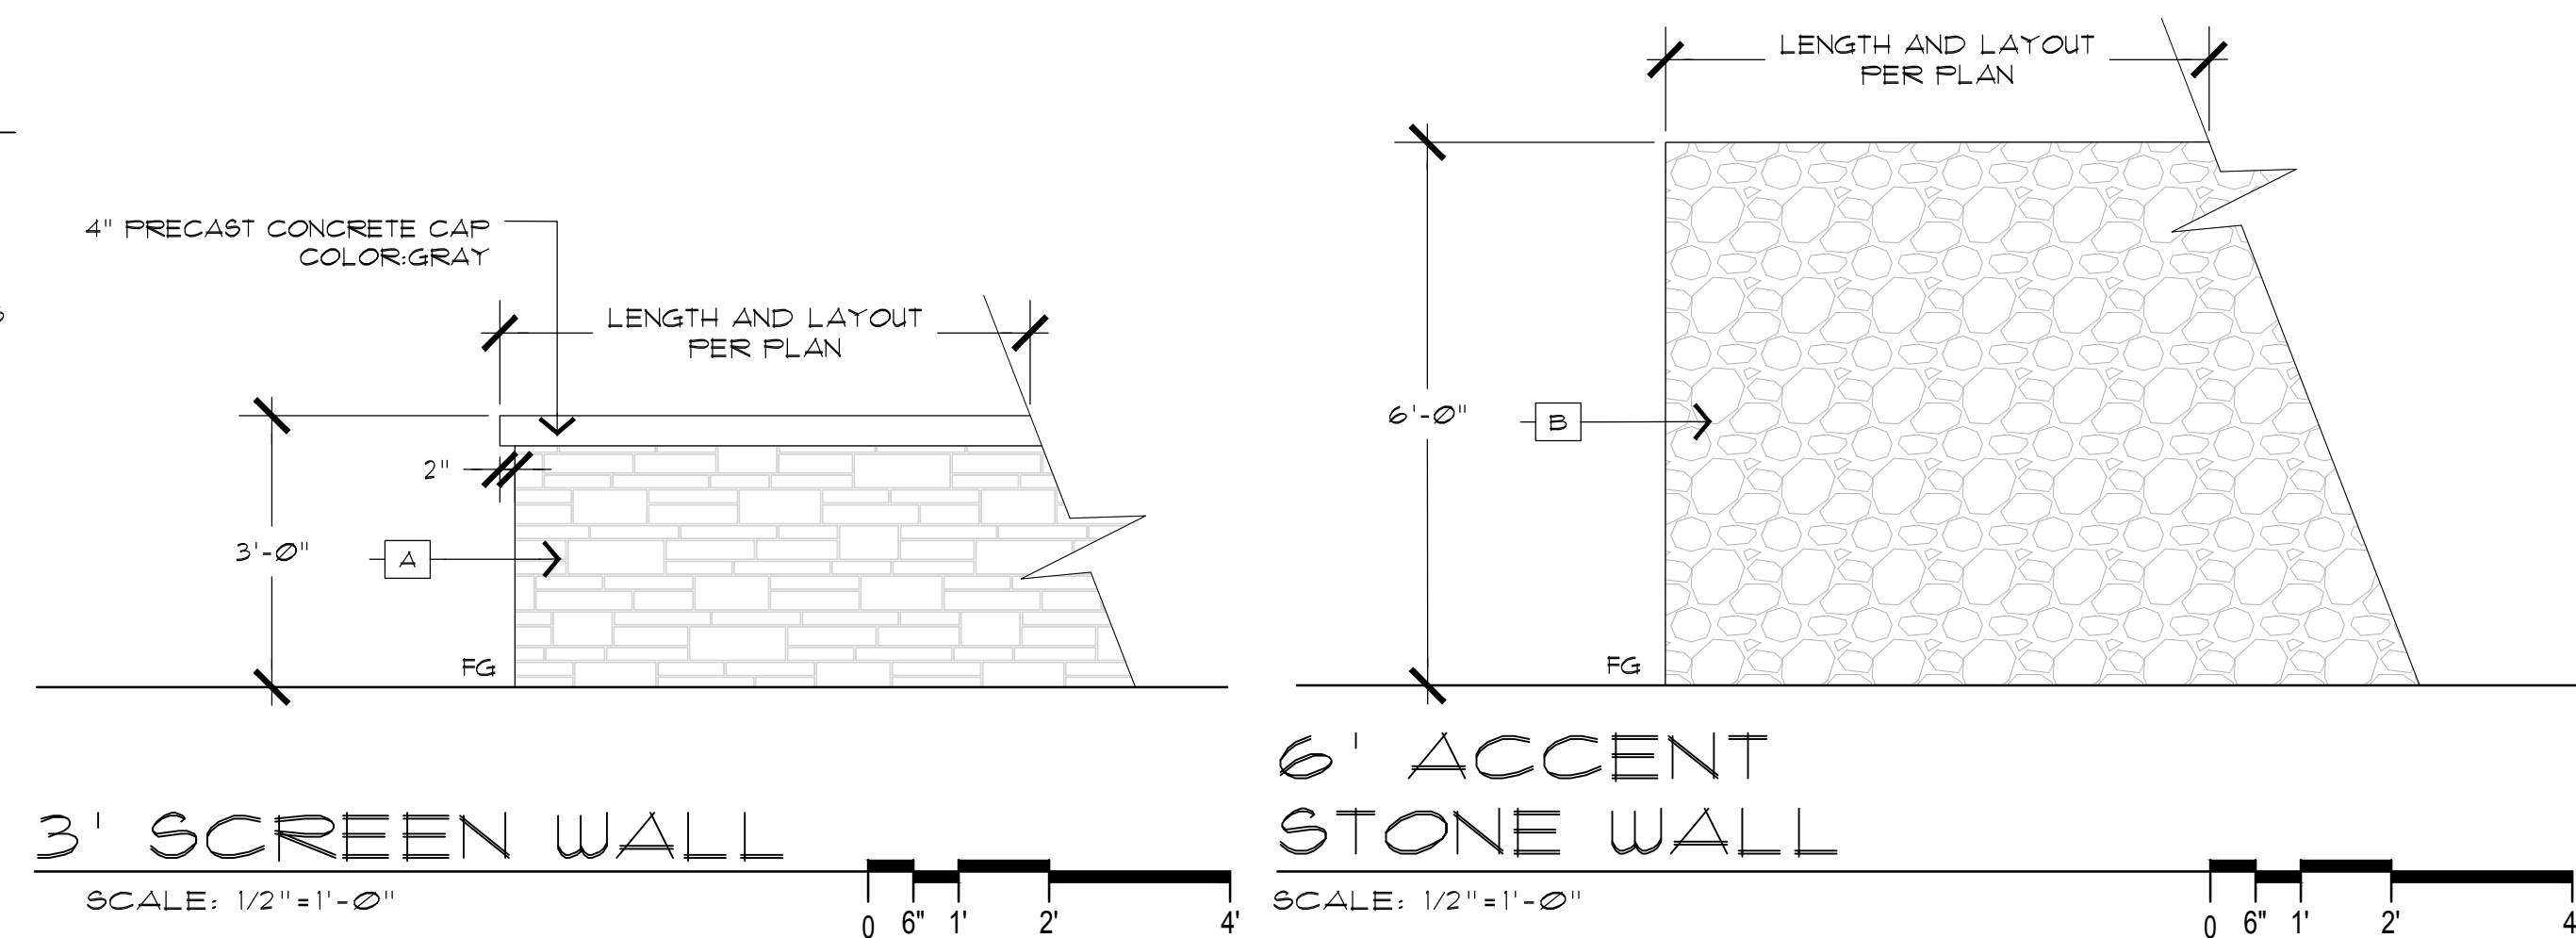 4" PRECAST CONCRETE CAP
COLOR:GRAY
LENGTH AND LAYOUT
PER PLAN
2"
3'-0"
A
FG
3' SCREEN WALL
SCALE: 1/2"=1'-0"
0 6" 1' 2' 4'
LENGTH AND LAYOUT
PER PLAN
6'-0"
B
FG
6' ACCENT
STONE WALL
SCALE: 1/2"=1'-0"
0 6" 1' 2' 4